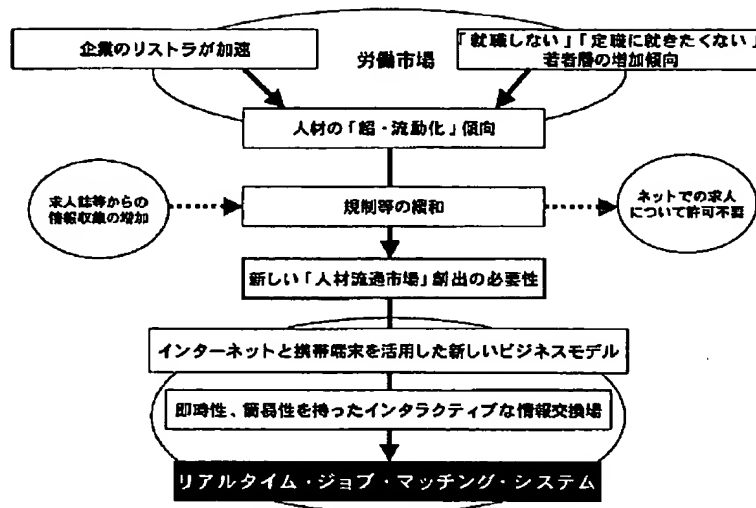 企業のリストラが加速
労働市場
「就職しない」「定職に就きたくない」
若者層の増加傾向
人材の「超・流動化」傾向
求人誌等からの
情報収集の増加
規制等の緩和
ネットでの求人
について許可不要
新しい「人材流通市場」創出の必要性
インターネットと携帯端末を活用した新しいビジネスモデル
即時性、簡易性を持ったインタラクティブな情報交換場
リアルタイム・ジョブ・マッチング・システム